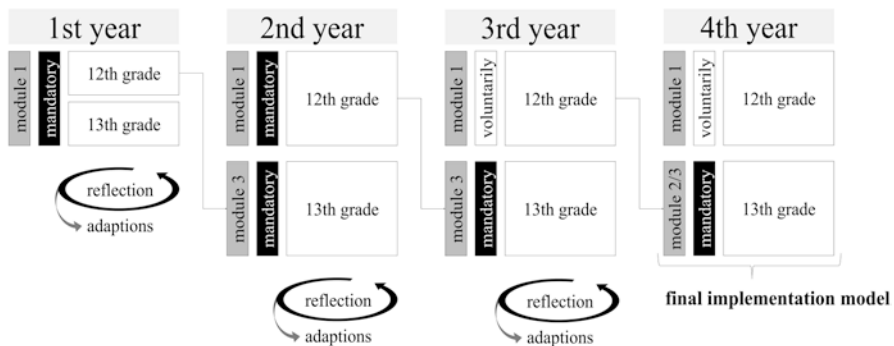 1st year
module 1
mandatory
12th grade
13th grade
reflection
adaptions
2nd year
module 1
mandatory
12th grade
module 3
mandatory
13th grade
reflection
adaptions
3rd year
module 1
voluntarily
12th grade
module 3
mandatory
13th grade
reflection
adaptions
4th year
module 1
voluntarily
12th grade
module 2/3
mandatory
13th grade
final implementation model